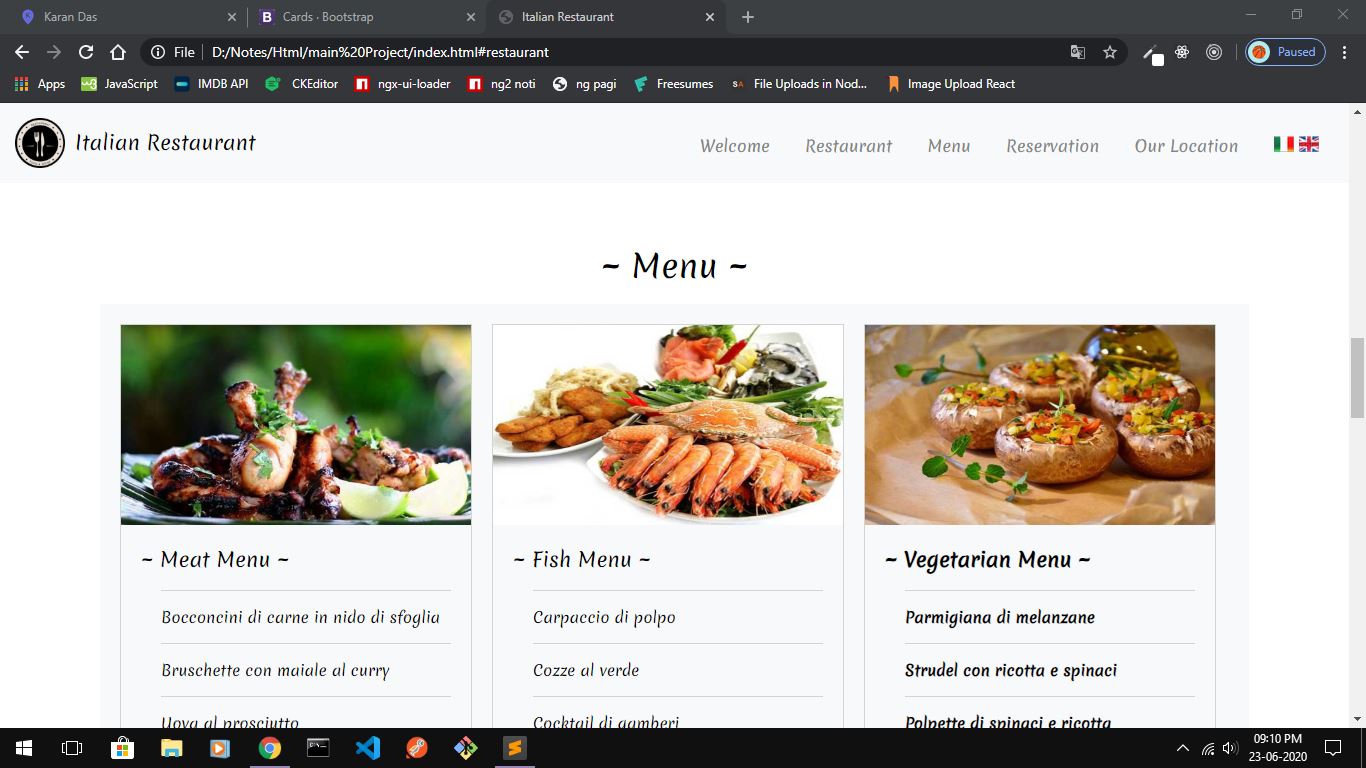 Karan Das
Cards · Bootstrap
Italian Restaurant
File
D:/Notes/Html/main%20Project/index.html#restaurant
Paused
Apps
JavaScript
IMDB API
CKEditor
ngx-ui-loader
ng2 noti
ng pagi
Freesumes
File Uploads in Nod...
Image Upload React
Italian Restaurant
Welcome
Restaurant
Menu
Reservation
Our Location
~ Menu ~
~ Meat Menu ~
Bocconcini di carne in nido di sfoglia
Bruschette con maiale al curry
Uova al prosciutto
~ Fish Menu ~
Carpaccio di polpo
Cozze al verde
Cocktail di gamberi
~ Vegetarian Menu ~
Parmigiana di melanzane
Strudel con ricotta e spinaci
Polpette di spinaci e ricotta
09:10 PM
23-06-2020